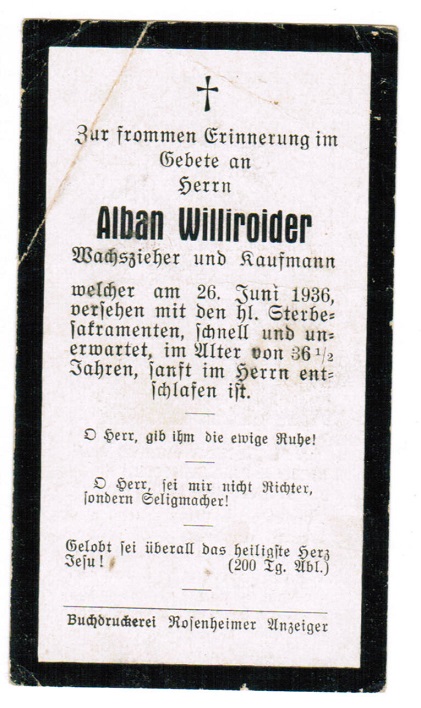 Zur frommen Erinnerung im
Gebete an
Herrn
Alban Williroider
Wachszieher und Kaufmann
welcher am 26. Juni 1936,
versehen mit den hl. Sterbe-
sakramenten, schnell und un-
erwartet, im Alter von 36 1/2
Jahren, sanft im Herrn ent-
schlafen ist.
O Herr, gib ihm die ewige Ruhe!
O Herr, sei mir nicht Richter,
sondern Seligmacher!
Gelobt sei überall das heiligste Herz
Jesu! (200 Tg. Abl.)
Buchdruckerei Rosenheimer Anzeiger